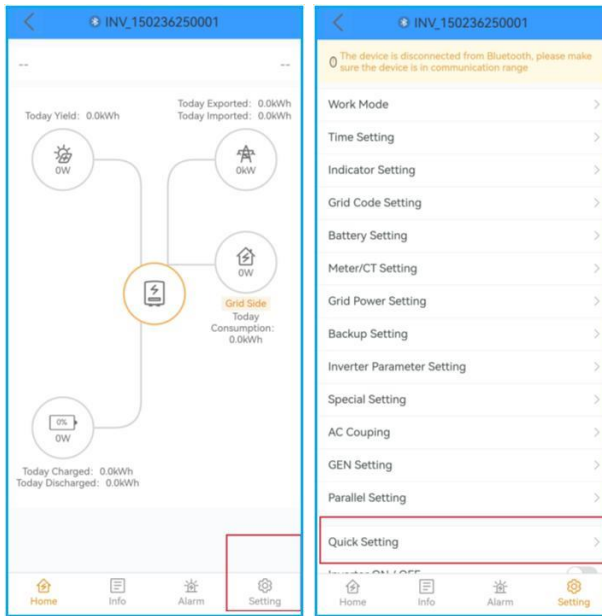 INV_150236250001
--
--
Today Exported: 0.0kWh
Today Yield: 0.0kWh
Today Imported: 0.0kWh
0W
0kW
0W
Grid Side
Today
Consumption:
0.0kWh
0%
0W
Today Charged: 0.0kWh
Today Discharged: 0.0kWh
Home
Info
Alarm
Setting
INV_150236250001
The device is disconnected from Bluetooth, please make
sure the device is in communication range
Work Mode
Time Setting
Indicator Setting
Grid Code Setting
Battery Setting
Meter/CT Setting
Grid Power Setting
Backup Setting
Inverter Parameter Setting
Special Setting
AC Couping
GEN Setting
Parallel Setting
Quick Setting
Inverter ON / OFF
Home
Info
Alarm
Setting